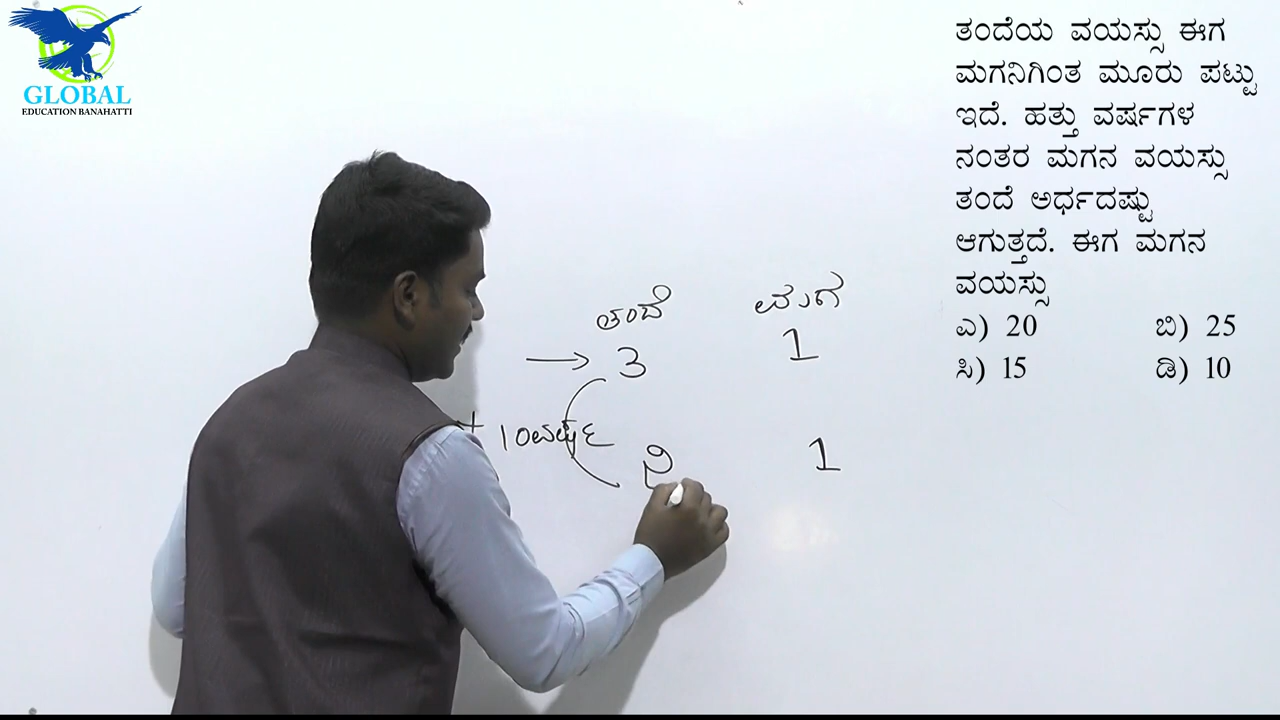 GLOBAL
EDUCATION BANAHATTI
ತಂದೆಯ ವಯಸ್ಸು ಈಗ
ಮಗನಿಗಿಂತ ಮೂರು ಪಟ್ಟು
ಇದೆ. ಹತ್ತು ವರ್ಷಗಳ
ನಂತರ ಮಗನ ವಯಸ್ಸು
ತಂದೆ ಅರ್ಧದಷ್ಟು
ಆಗುತ್ತದೆ. ಈಗ ಮಗನ
ವಯಸ್ಸು
ಎ) 20 ಬಿ) 25
ಸಿ) 15 ಡಿ) 10
ತಂದೆ ಮಗ
→ 3 1
+ 10ವರ್ಷ
1